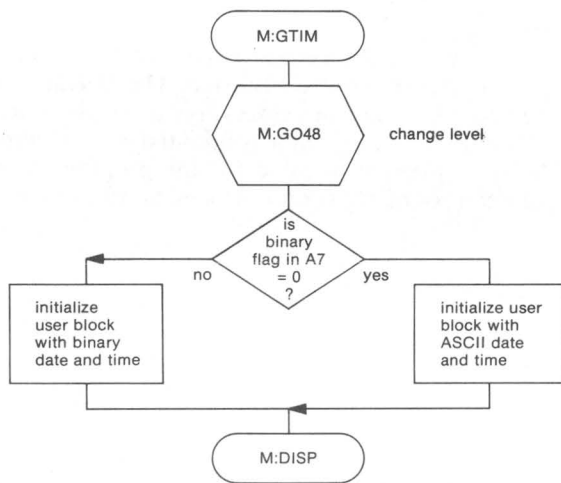 M:GTIM
M:GO48
change level
is
binary
flag in A7
= 0
?
no
yes
initialize
user block
with binary
date and time
initialize user
block with
ASCII date
and time
M:DISP